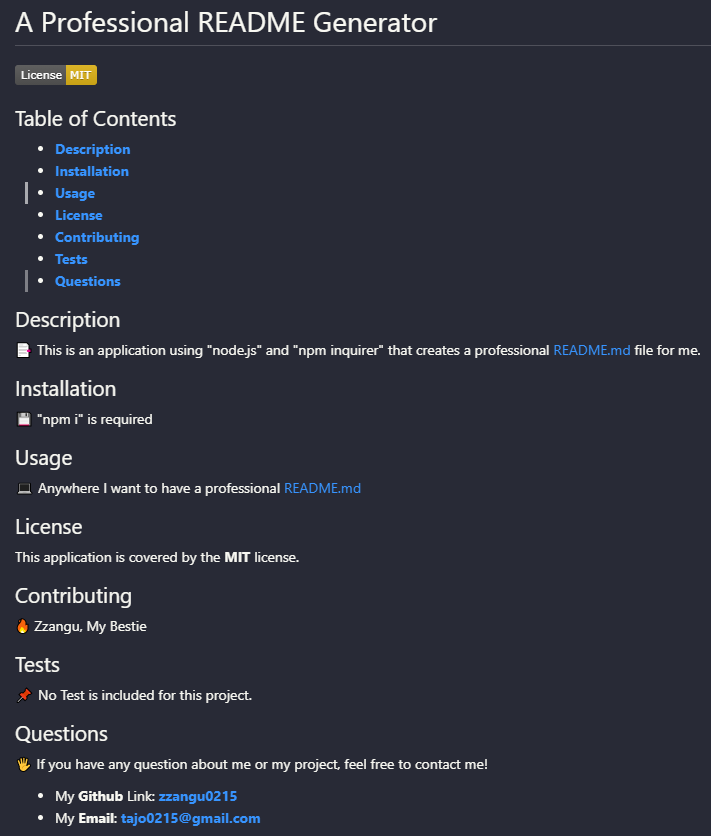 A Professional README Generator
License MIT
Table of Contents
Description
Installation
Usage
License
Contributing
Tests
Questions
Description
This is an application using "node.js" and "npm inquirer" that creates a professional README.md file for me.
Installation
"npm i" is required
Usage
Anywhere I want to have a professional README.md
License
This application is covered by the MIT license.
Contributing
Zzangu, My Bestie
Tests
No Test is included for this project.
Questions
If you have any question about me or my project, feel free to contact me!
My Github Link: zzangu0215
My Email: tajo0215@gmail.com